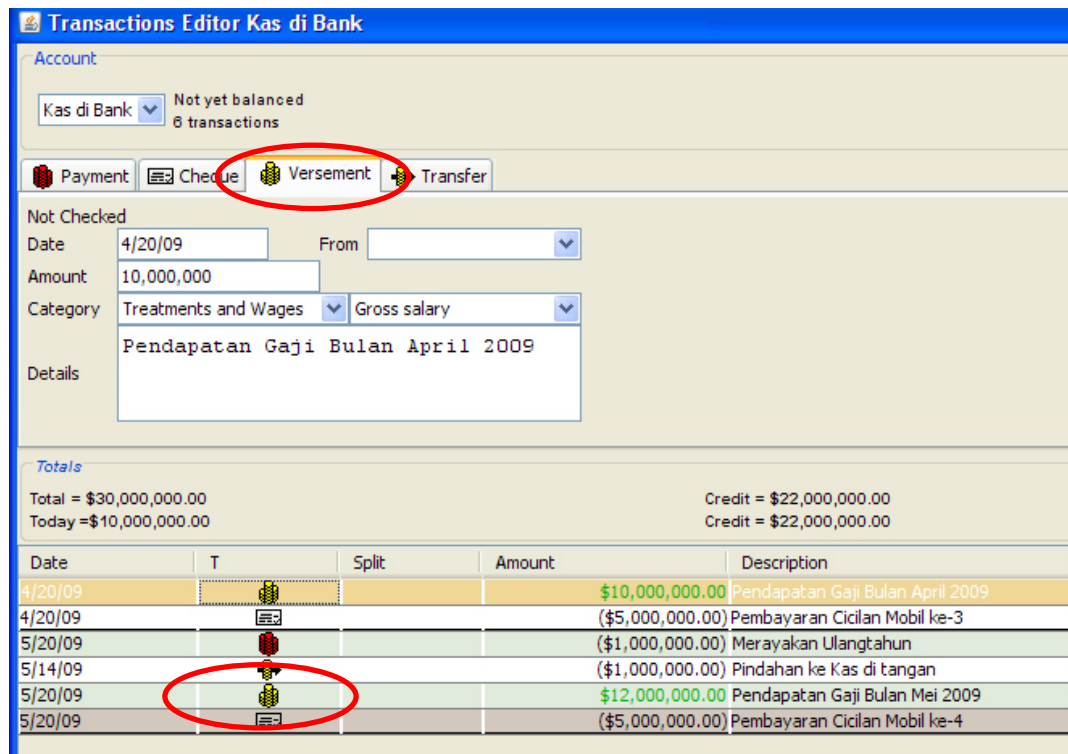 Transactions Editor Kas di Bank
Account
Kas di Bank
Not yet balanced
6 transactions
Payment Cheque Versement Transfer
Not Checked
Date 4/20/09 From
Amount 10,000,000
Category Treatments and Wages Gross salary
Pendapatan Gaji Bulan April 2009
Details
Totals
Total = $30,000,000.00 Credit = $22,000,000.00
Today =$10,000,000.00 Credit = $22,000,000.00
Date T Split Amount Description
4/20/09 $10,000,000.00 Pendapatan Gaji Bulan April 2009
4/20/09 ($5,000,000.00) Pembayaran Cicilan Mobil ke-3
5/20/09 ($1,000,000.00) Merayakan Ulangtahun
5/14/09 ($1,000,000.00) Pindahan ke Kas di tangan
5/20/09 $12,000,000.00 Pendapatan Gaji Bulan Mei 2009
5/20/09 ($5,000,000.00) Pembayaran Cicilan Mobil ke-4